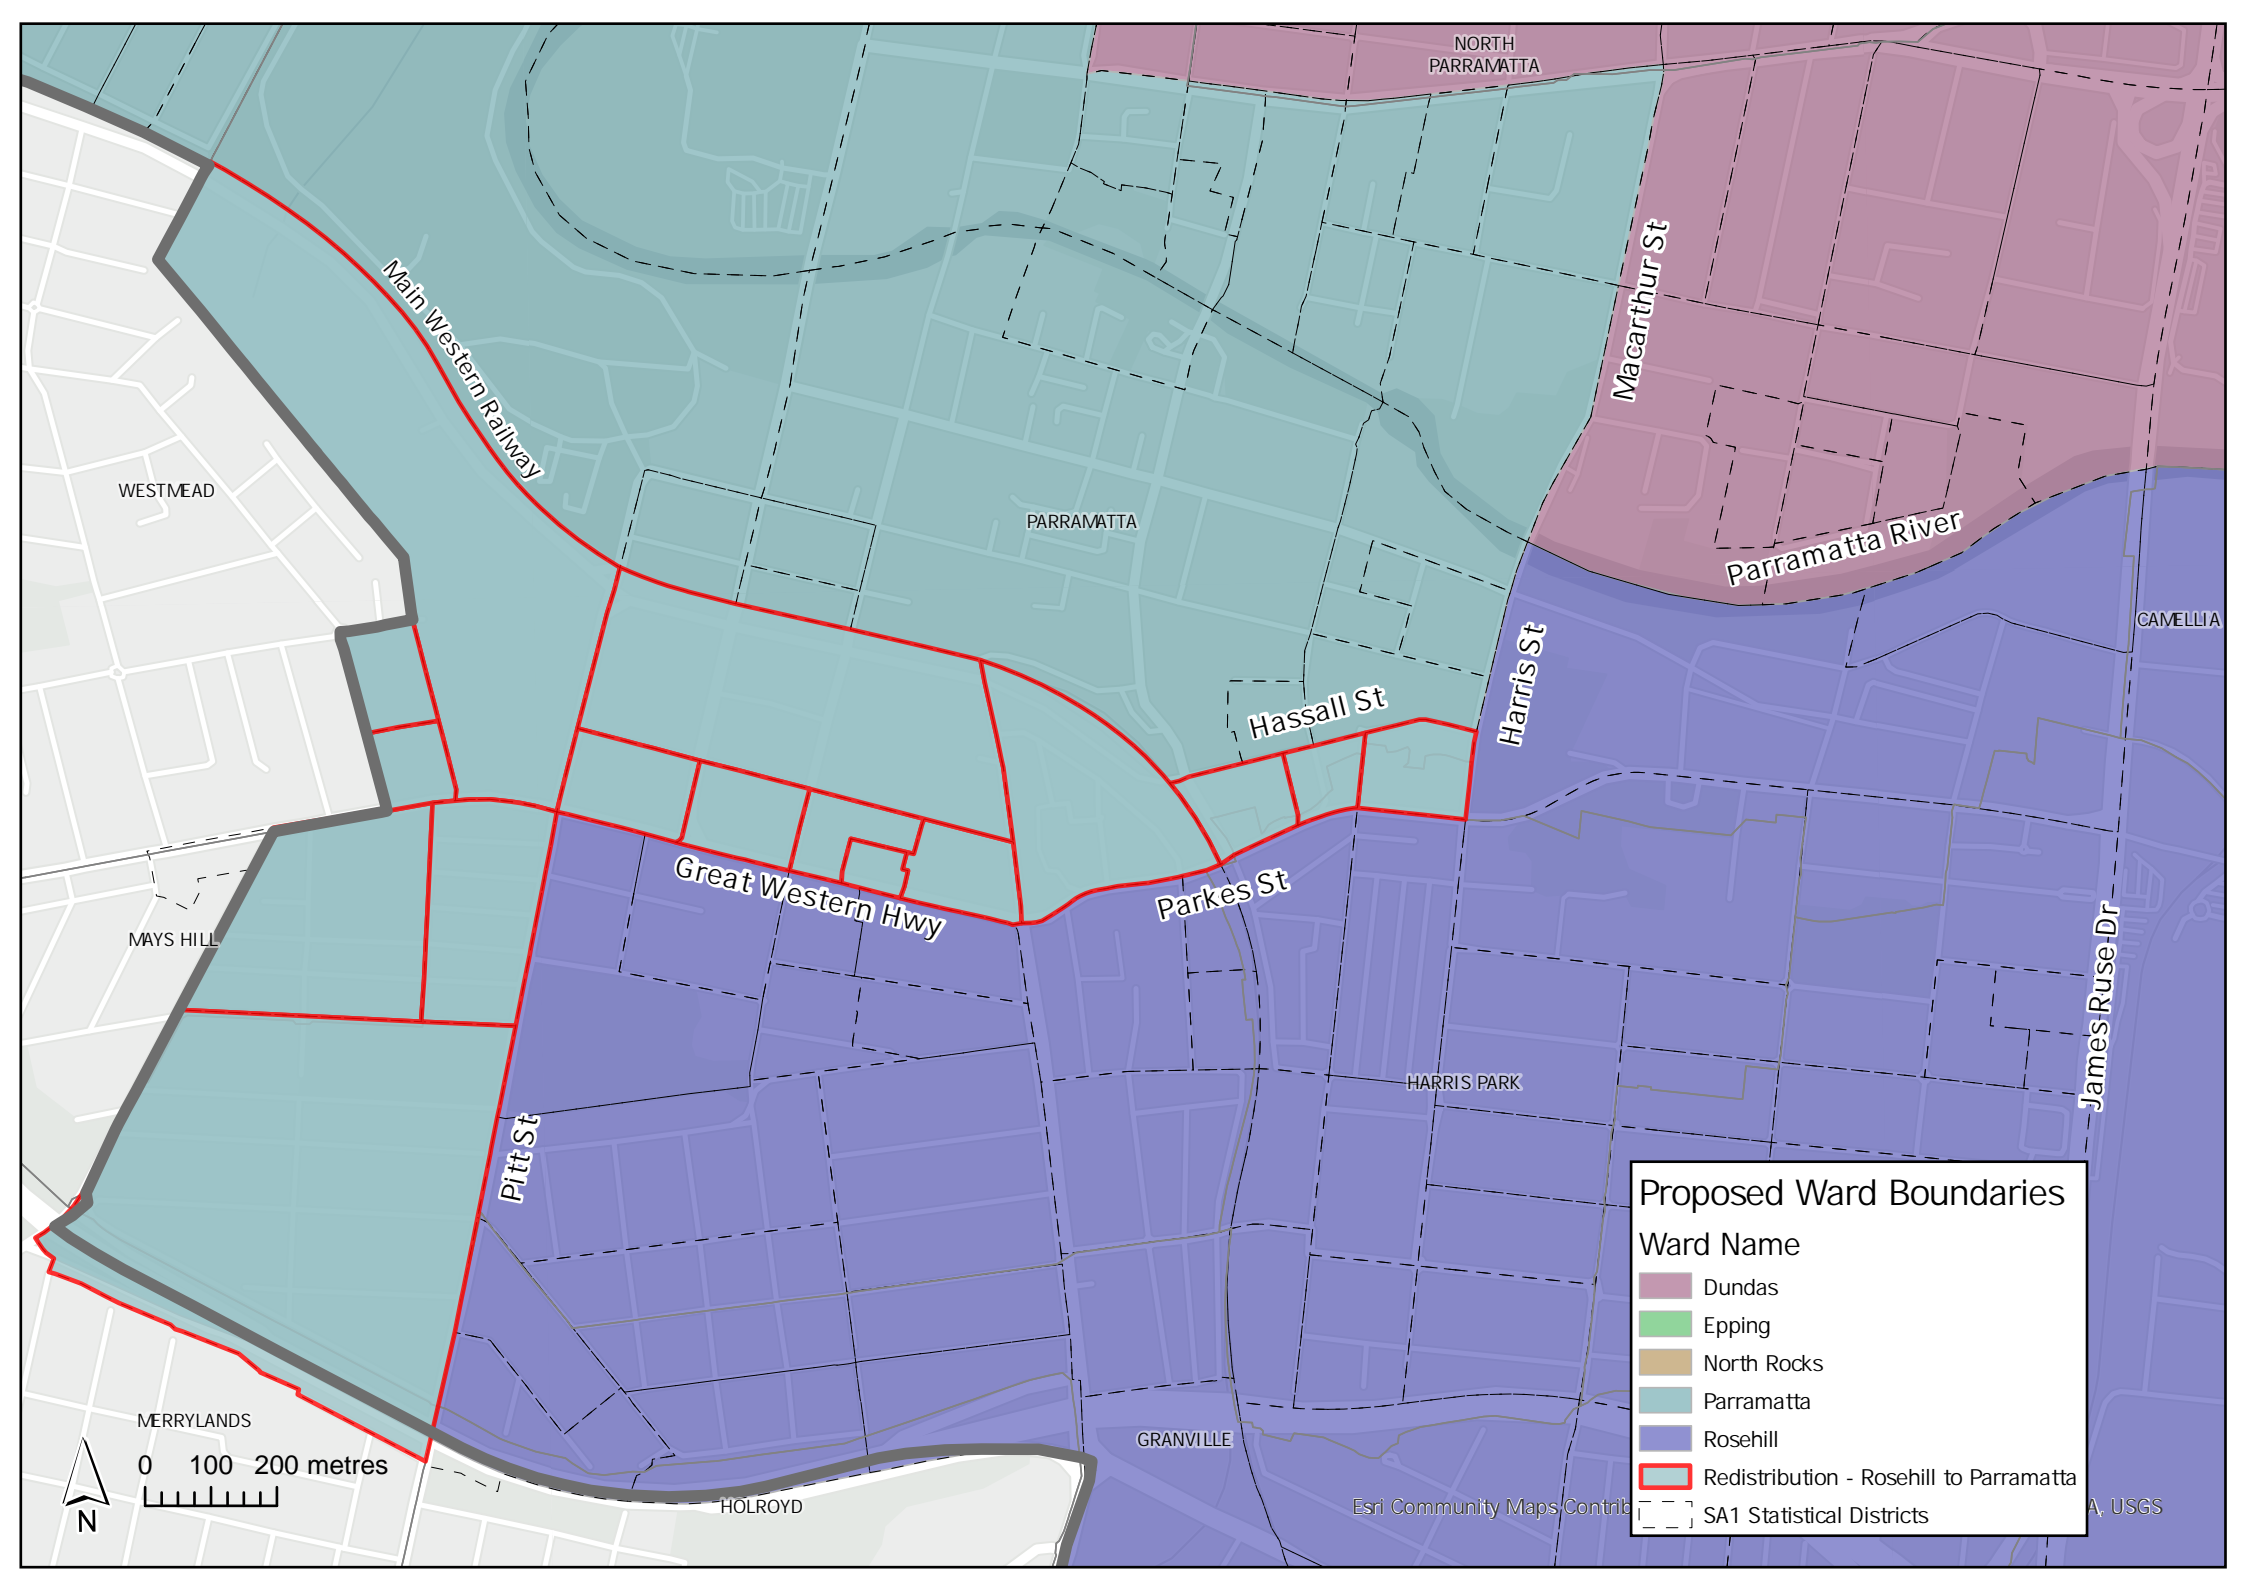 NORTH
PARRAMATTA
Macarthur St
Main Western Railway
WESTMEAD
PARRAMATTA
Parramatta River
CAMELLIA
Harris St
Hassall St
Great Western Hwy
Parkes St
MAYS HILL
James Ruse Dr
HARRIS PARK
Pitt St
MERRYLANDS
GRANVILLE
HOLROYD
0 100 200 metres
N
Proposed Ward Boundaries
Ward Name
Dundas
Epping
North Rocks
Parramatta
Rosehill
Redistribution - Rosehill to Parramatta
SA1 Statistical Districts
Esri Community Maps Contrib
A, USGS